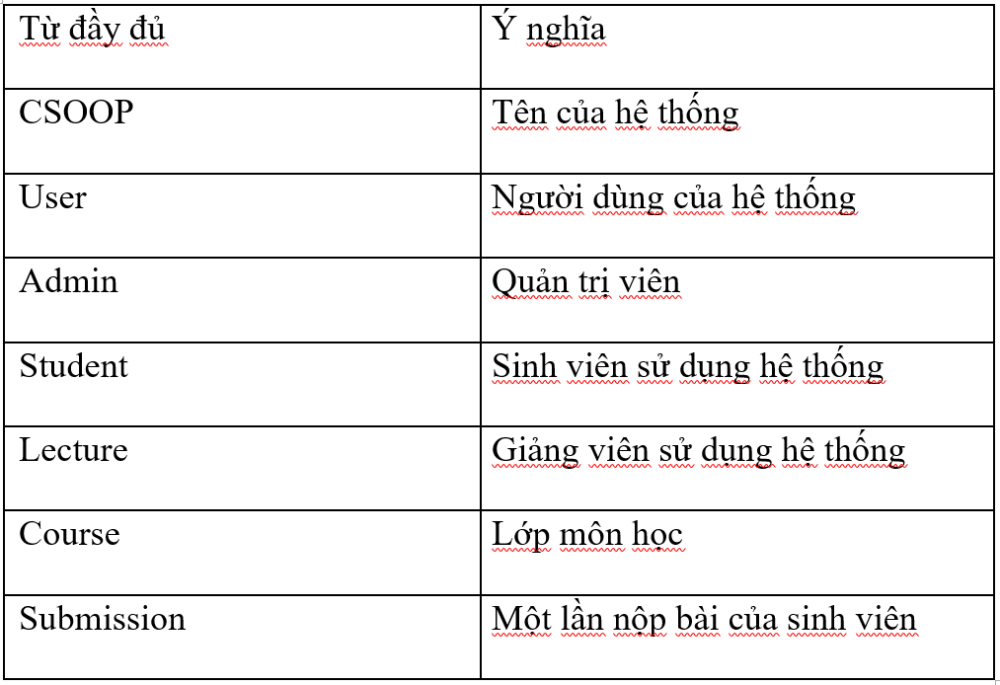 Từ đầy đủ
Ý nghĩa
CSOOP
Tên của hệ thống
User
Người dùng của hệ thống
Admin
Quản trị viên
Student
Sinh viên sử dụng hệ thống
Lecture
Giảng viên sử dụng hệ thống
Course
Lớp môn học
Submission
Một lần nộp bài của sinh viên